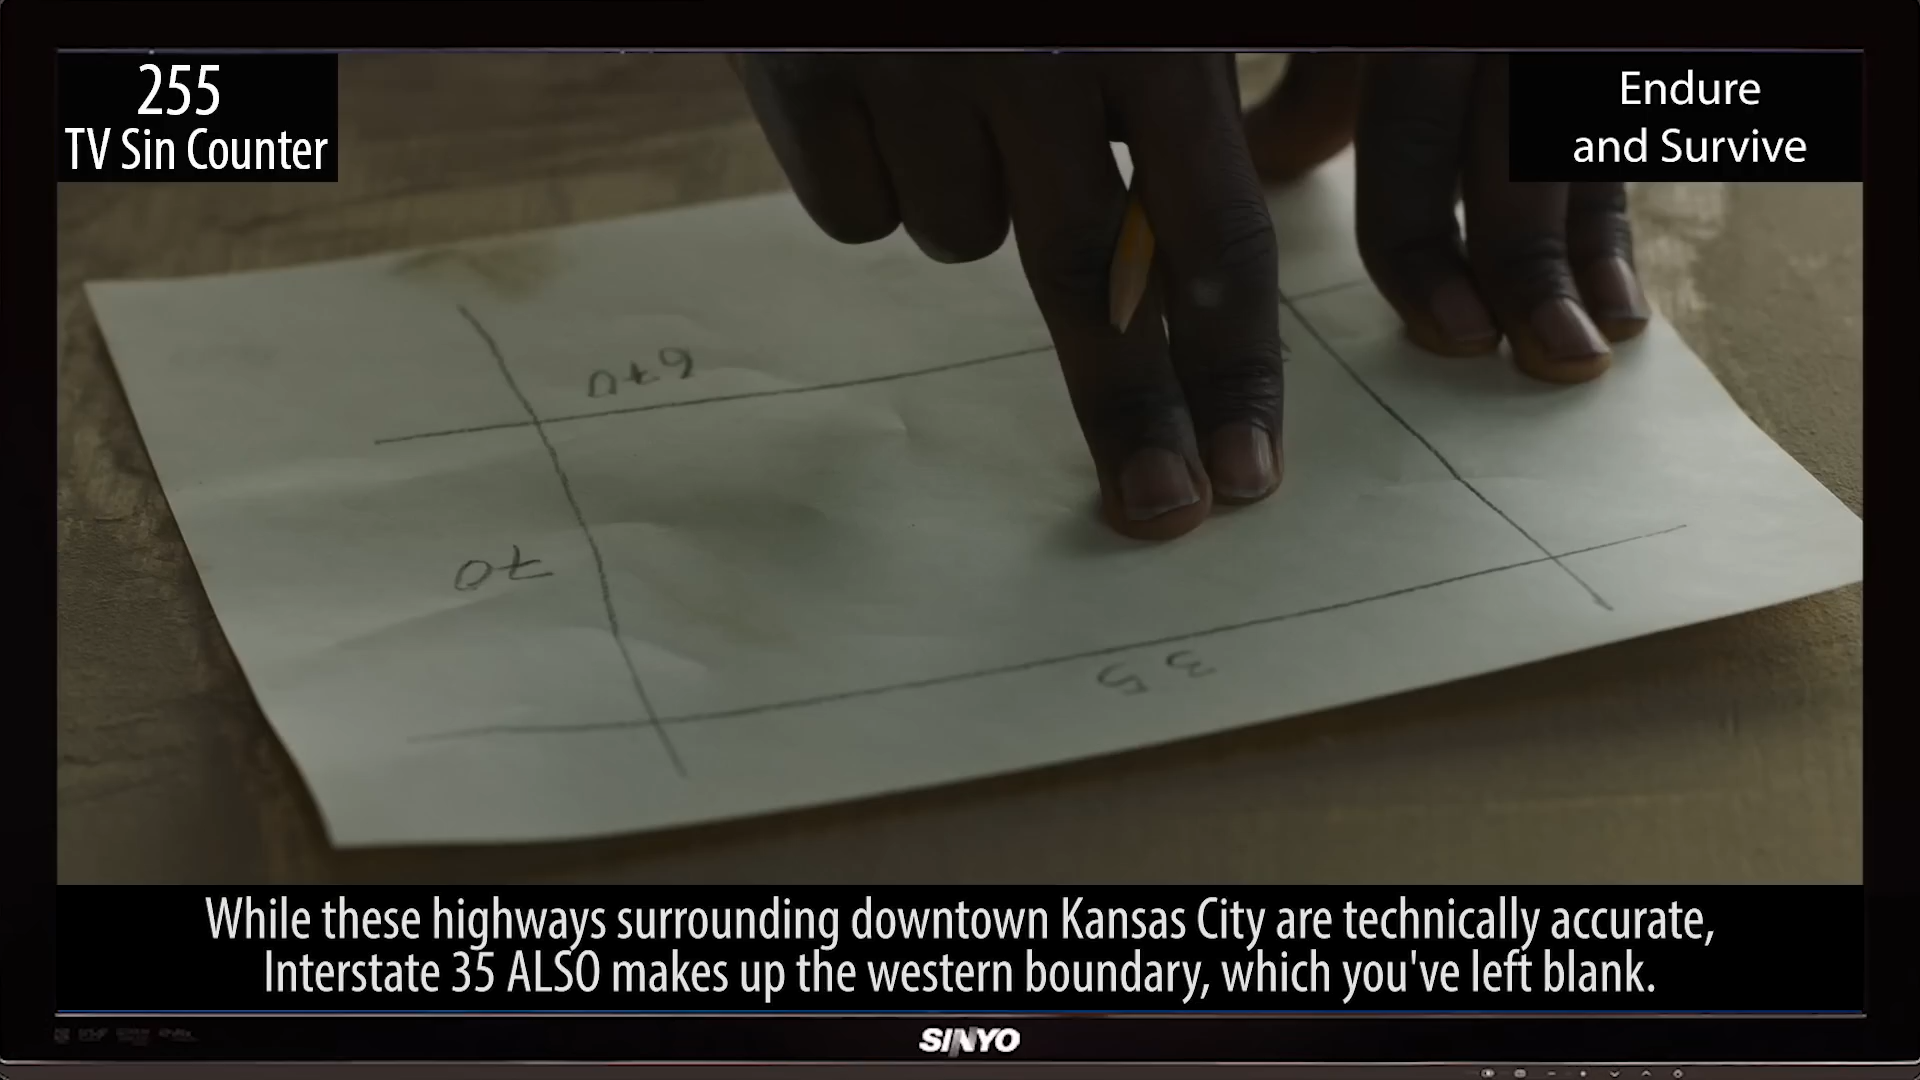 255
TV Sin Counter
Endure
and Survive
670
70
35
While these highways surrounding downtown Kansas City are technically accurate,
Interstate 35 ALSO makes up the western boundary, which you've left blank.
SINYO